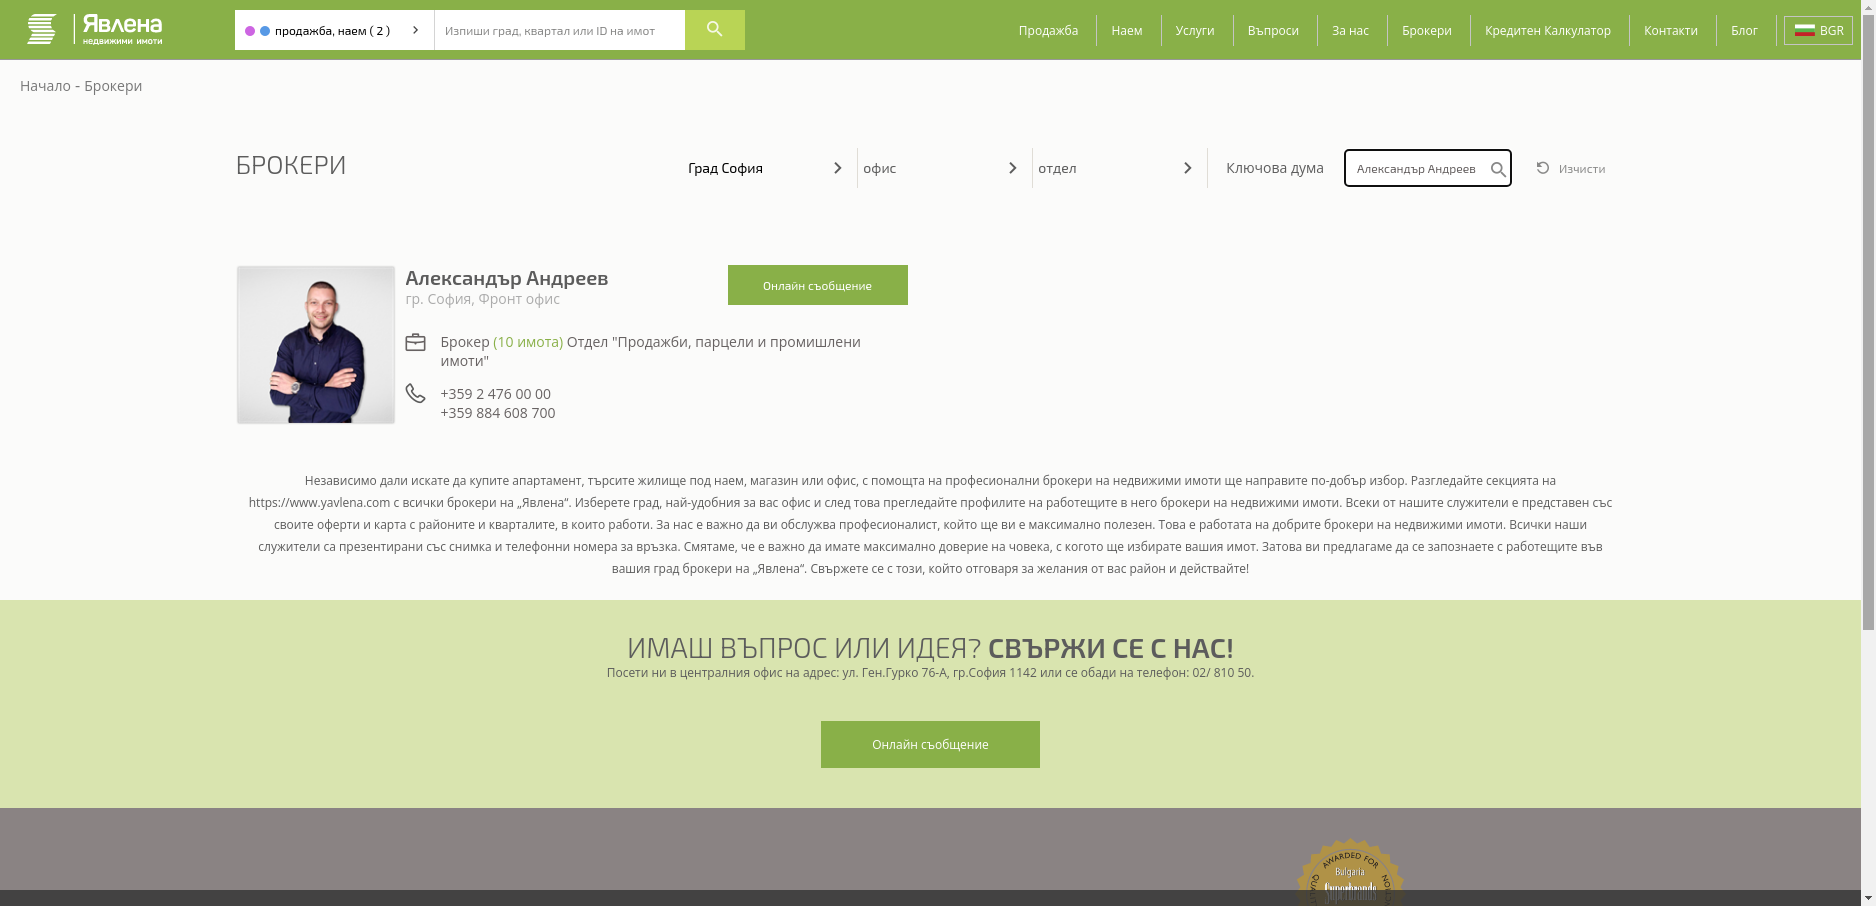 Явлена
недвижими имоти
продажба, наем ( 2 )
Изпиши град, квартал или ID на имот
Продажба
Наем
Услуги
Въпроси
За нас
Брокери
Кредитен Калкулатор
Контакти
Блог
BGR
Начало - Брокери
БРОКЕРИ
Град София
офис
отдел
Ключова дума
Александър Андреев
Изчисти
Александър Андреев
гр. София, Фронт офис
Онлайн съобщение
Брокер (10 имота) Отдел "Продажби, парцели и промишлени
имоти"
+359 2 476 00 00
+359 884 608 700
Независимо дали искате да купите апартамент, търсите жилище под наем, магазин или офис, с помощта на професионални брокери на недвижими имоти ще направите по-добър избор. Разгледайте секцията на
https://www.yavlena.com с всички брокери на „Явлена“. Изберете град, най-удобния за вас офис и след това прегледайте профилите на работещите в него брокери на недвижими имоти. Всеки от нашите служители е представен със
своите оферти и карта с районите и кварталите, в които работи. За нас е важно да ви обслужва професионалист, който ще ви е максимално полезен. Това е работата на добрите брокери на недвижими имоти. Всички наши
служители са презентирани със снимка и телефонни номера за връзка. Смятаме, че е важно да имате максимално доверие на човека, с когото ще избирате вашия имот. Затова ви предлагаме да се запознаете с работещите във
вашия град брокери на „Явлена“. Свържете се с този, който отговаря за желания от вас район и действайте!
ИМАШ ВЪПРОС ИЛИ ИДЕЯ? СВЪРЖИ СЕ С НАС!
Посети ни в централния офис на адрес: ул. Ген.Гурко 76-А, гр.София 1142 или се обади на телефон: 02/ 810 50.
Онлайн съобщение
AWARDED FOR
Bulgaria